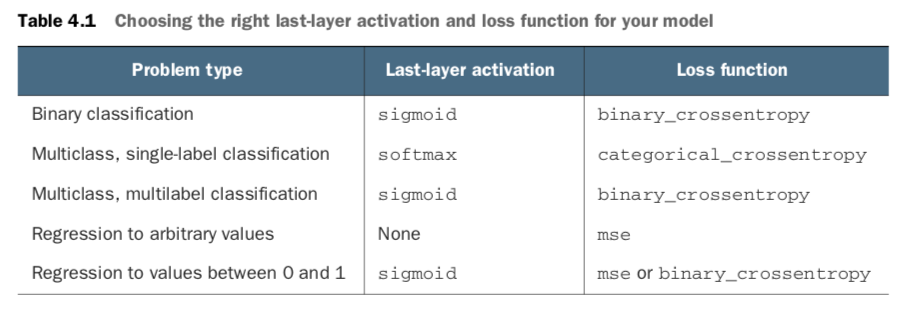 Table 4.1 Choosing the right last-layer activation and loss function for your model
Problem type Last-layer activation Loss function
Binary classification sigmoid binary_crossentropy
Multiclass, single-label classification softmax categorical_crossentropy
Multiclass, multilabel classification sigmoid binary_crossentropy
Regression to arbitrary values None mse
Regression to values between 0 and 1 sigmoid mse or binary_crossentropy